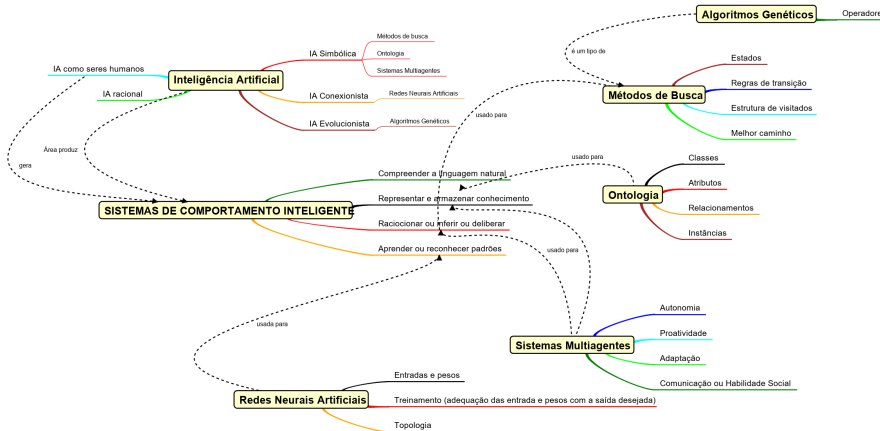 Algoritmos Genéticos
Operadore
IA Simbólica
Métodos de busca
Ontologia
Sistemas Multiagentes
é um tipo de
IA como seres humanos
Inteligência Artificial
IA racional
IA Conexionista
Redes Neurais Artificiais
IA Evolucionista
Algoritmos Genéticos
Métodos de Busca
Estados
Regras de transição
Estrutura de visitados
Melhor caminho
usado para
Área produz
gera
usado para
Compreender a linguagem natural
SISTEMAS DE COMPORTAMENTO INTELIGENTE
Representar e armazenar conhecimento
Raciocionar ou inferir ou deliberar
Aprender ou reconhecer padrões
Ontologia
Classes
Atributos
Relacionamentos
Instâncias
usado para
usada para
Sistemas Multiagentes
Autonomia
Proatividade
Adaptação
Comunicação ou Habilidade Social
Redes Neurais Artificiais
Entradas e pesos
Treinamento (adequação das entrada e pesos com a saída desejada)
Topologia